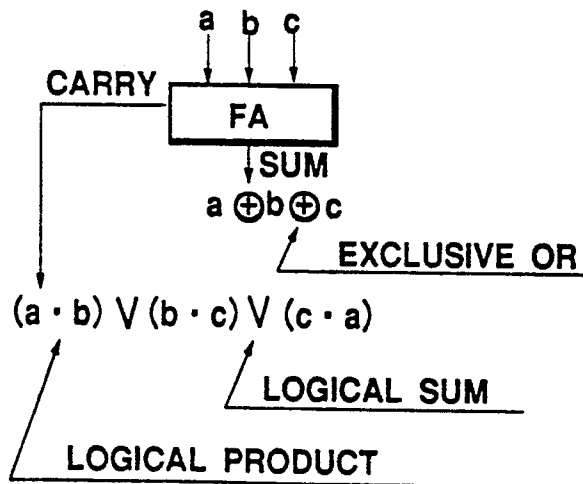 a b c
CARRY
FA
SUM
a ⊕ b ⊕ c
EXCLUSIVE OR
(a · b) ∨ (b · c) ∨ (c · a)
LOGICAL SUM
LOGICAL PRODUCT